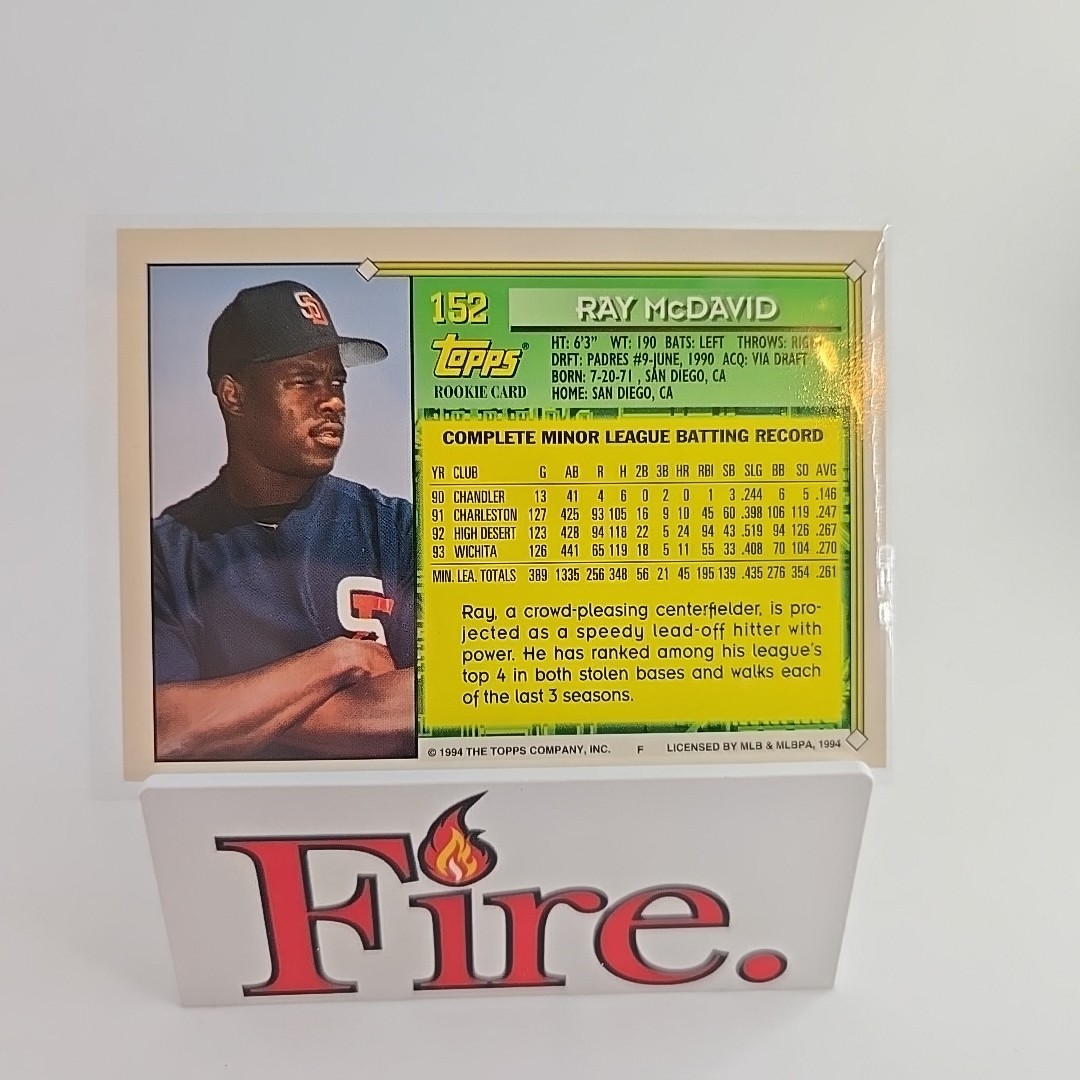 SD
S
152
RAY McDAVID
Topps®
ROOKIE CARD
HT: 6'3" WT: 190 BATS: LEFT THROWS: RIGHT
DRFT: PADRES #9-JUNE, 1990 ACQ: VIA DRAFT
BORN: 7-20-71 , SAN DIEGO, CA
HOME: SAN DIEGO, CA
COMPLETE MINOR LEAGUE BATTING RECORD
YR CLUB G AB R H 2B 3B HR RBI SB SLG BB SO AVG
90 CHANDLER 13 41 4 6 0 2 0 1 3 .244 6 5 .146
91 CHARLESTON 127 425 93 105 16 9 10 45 60 .398 106 119 .247
92 HIGH DESERT 123 428 94 118 22 5 24 94 43 .519 94 126 .267
93 WICHITA 126 441 65 119 18 5 11 55 33 .408 70 104 .270
MIN. LEA. TOTALS 389 1335 256 348 56 21 45 195 139 .435 276 354 .261
Ray, a crowd-pleasing centerfielder, is pro-
jected as a speedy lead-off hitter with
power. He has ranked among his league's
top 4 in both stolen bases and walks each
of the last 3 seasons.
© 1994 THE TOPPS COMPANY, INC. F LICENSED BY MLB & MLBPA, 1994
Fire.